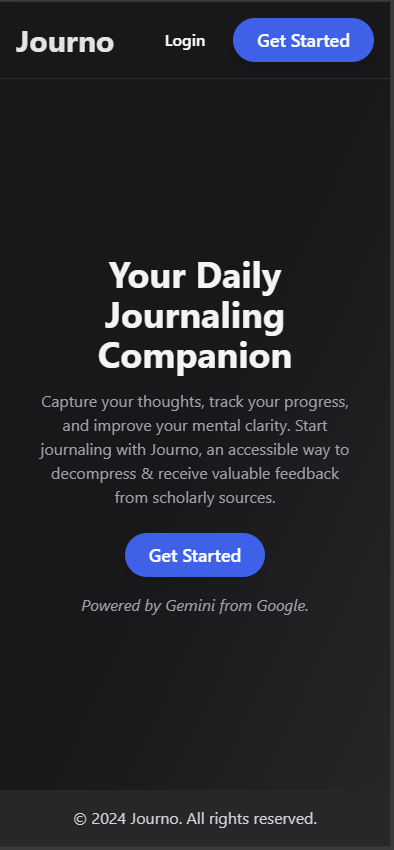 Journo
Login
Get Started
Your Daily
Journaling
Companion
Capture your thoughts, track your progress,
and improve your mental clarity. Start
journaling with Journo, an accessible way to
decompress & receive valuable feedback
from scholarly sources.
Get Started
Powered by Gemini from Google.
© 2024 Journo. All rights reserved.